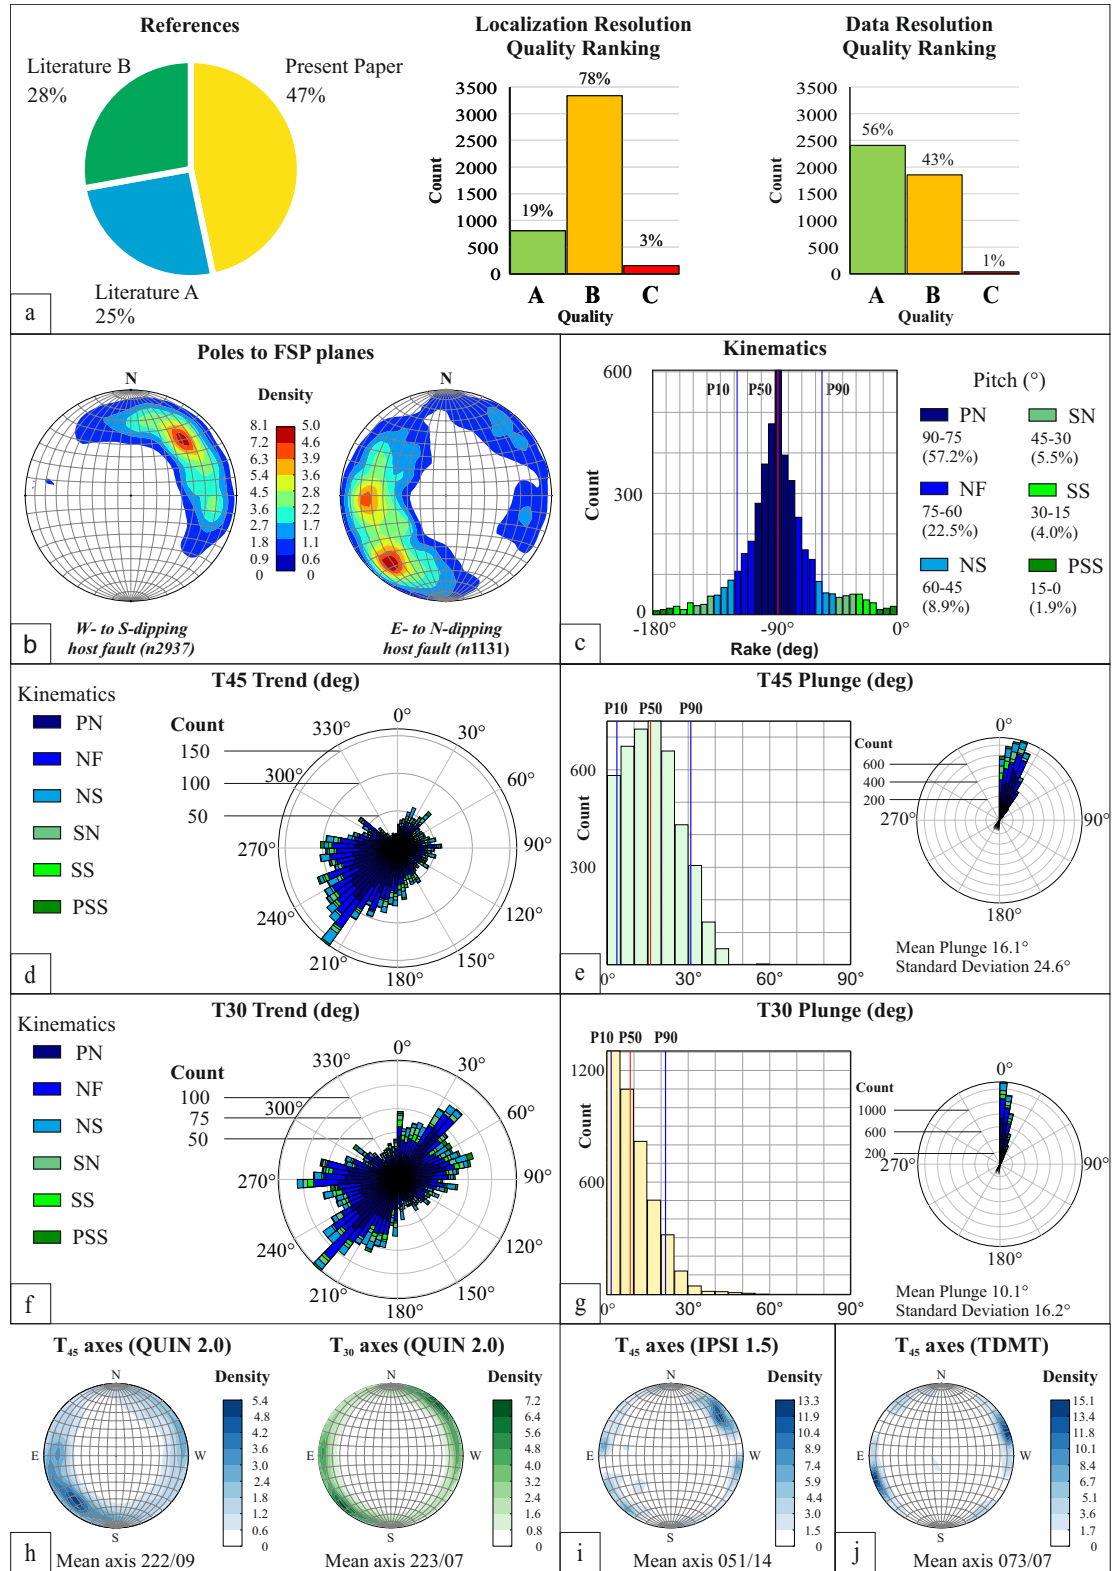 References
Literature B
28%
Present Paper
47%
Literature A
25%
a
Localization Resolution
Quality Ranking
78%
19%
3%
3500
3000
2500
2000
1500
1000
500
0
Count
A B C
Quality
Data Resolution
Quality Ranking
56%
43%
1%
3500
3000
2500
2000
1500
1000
500
0
Count
A B C
Quality
Poles to FSP planes
N
Density
8.1 5.0
7.2 4.6
6.3 3.9
5.4 3.6
4.5 2.8
3.6 2.2
2.7 1.7
1.8 1.1
0.9 0.6
0 0
N
W- to S-dipping
host fault (n2937)
E- to N-dipping
host fault (n1131)
b
Kinematics
600
300
0
Count
P10 P50 P90
-180° -90° 0°
Rake (deg)
Pitch (°)
PN SN
90-75 45-30
(57.2%) (5.5%)
NF SS
75-60 30-15
(22.5%) (4.0%)
NS PSS
60-45 15-0
(8.9%) (1.9%)
c
T45 Trend (deg)
Kinematics
PN
NF
NS
SN
SS
PSS
Count
150
100
50
0°
30°
60°
90°
120°
150°
180°
210°
240°
270°
300°
330°
d
T45 Plunge (deg)
P10 P50 P90
600
300
Count
0° 30° 90°
Count
600
400
200
0°
90°
180°
270°
Mean Plunge 16.1°
Standard Deviation 24.6°
e
T30 Trend (deg)
Kinematics
PN
NF
NS
SN
SS
PSS
Count
100
75
50
0°
30°
60°
90°
120°
150°
180°
210°
240°
270°
300°
330°
f
T30 Plunge (deg)
P10 P50 P90
1200
600
Count
0° 30° 90°
Count
1000
600
200
0°
90°
180°
270°
Mean Plunge 10.1°
Standard Deviation 16.2°
g
T45 axes (QUIN 2.0)
N
E W
S
Density
5.4
4.8
4.2
3.6
3.0
2.4
1.8
1.2
0.6
0
Mean axis 222/09
T30 axes (QUIN 2.0)
N
E W
S
Density
7.2
6.4
5.6
4.8
4.0
3.2
2.4
1.6
0.8
0
Mean axis 223/07
h
T45 axes (IPSI 1.5)
N
E W
S
Density
13.3
11.9
10.4
8.9
7.4
5.9
4.4
3.0
1.5
0
Mean axis 051/14
i
T45 axes (TDMT)
N
E W
S
Density
15.1
13.5
11.8
10.1
8.4
6.7
5.1
3.6
1.7
0
Mean axis 073/07
j